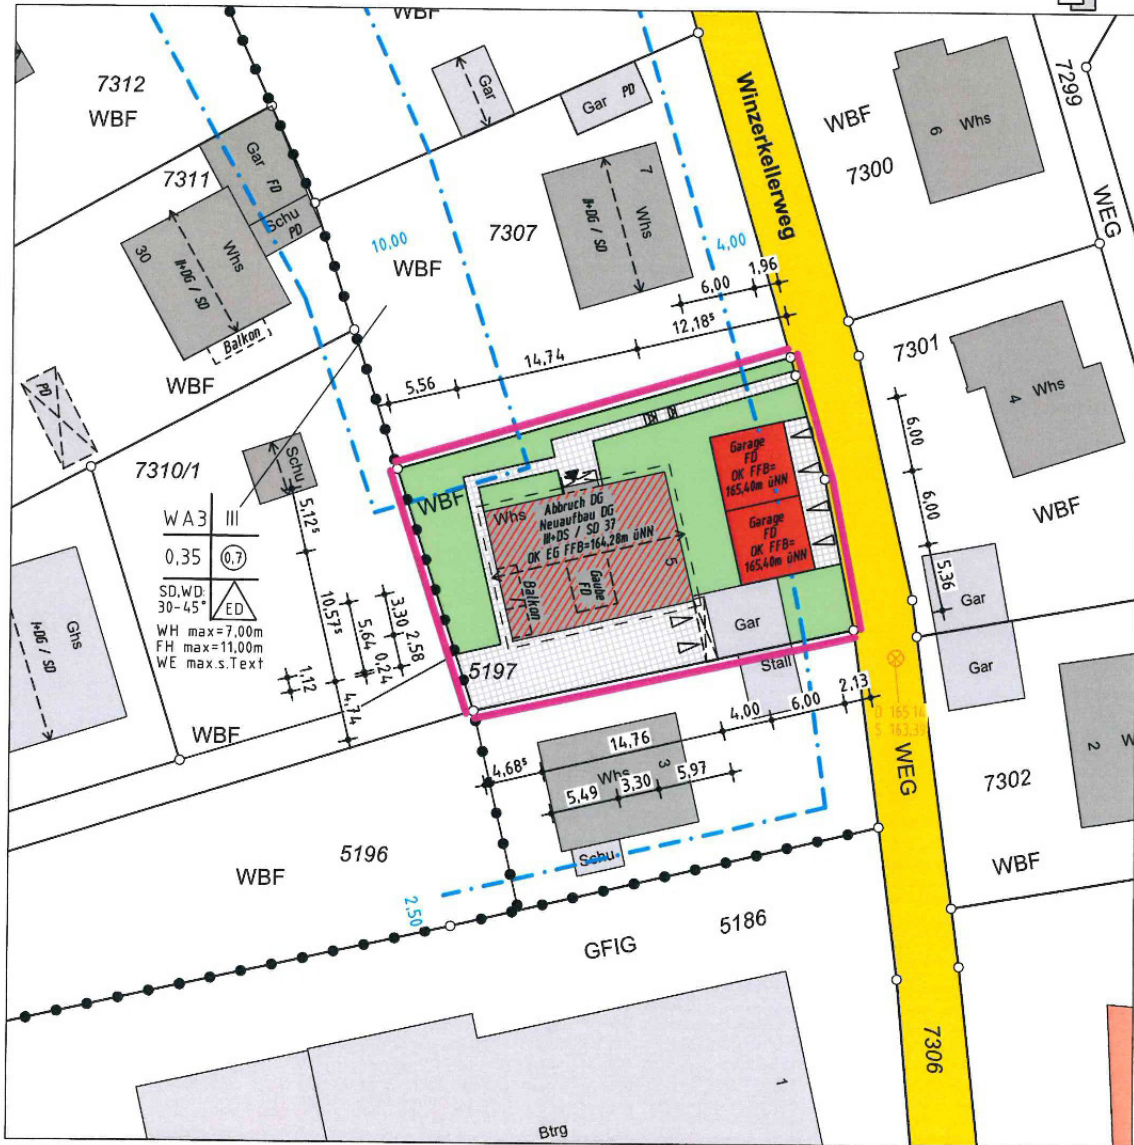 WBF
7312
WBF
7311
Gar
FD
Schu
PD
30
Whs
II+DG / SD
Balkon
WBF
PD
7310/1
Schu
Gar
Gar PD
10,00
WBF
7307
7
Whs
II+DG / SD
4,00
Winzerkellerweg
WBF
7300
6
Whs
7299
WEG
7301
4
Whs
WBF
6,00
1,96
12,18⁵
14,74
5,56
WBF
Whs
Abbruch DG
Neuaufbau DG
III+DS / SD 37
OK EG FFB=164,28m üNN
5
Balkon
Gaube
FD
Garage
FD
OK FFB=
165,40m üNN
Garage
FD
OK FFB=
165,40m üNN
Gar
Stall
5197
6,00
6,00
5,36
Gar
Gar
WA3 III
0,35 0,7
SD,WD
30-45° ED
WH max=7,00m
FH max=11,00m
WE max.s.Text
5,12⁵
10,57⁵
5,64
0,24
3,30
2,58
1,12
4,74
Ghs
I+DG / SD
WBF
4,00
6,00
2,13
14,76
4,68⁵
Whs
3
5,49
3,30
5,97
Schu
D 165,14
S 163,39
WEG
7302
2
WBF
5196
WBF
2,50
GFIG
5186
7306
1
Btrg